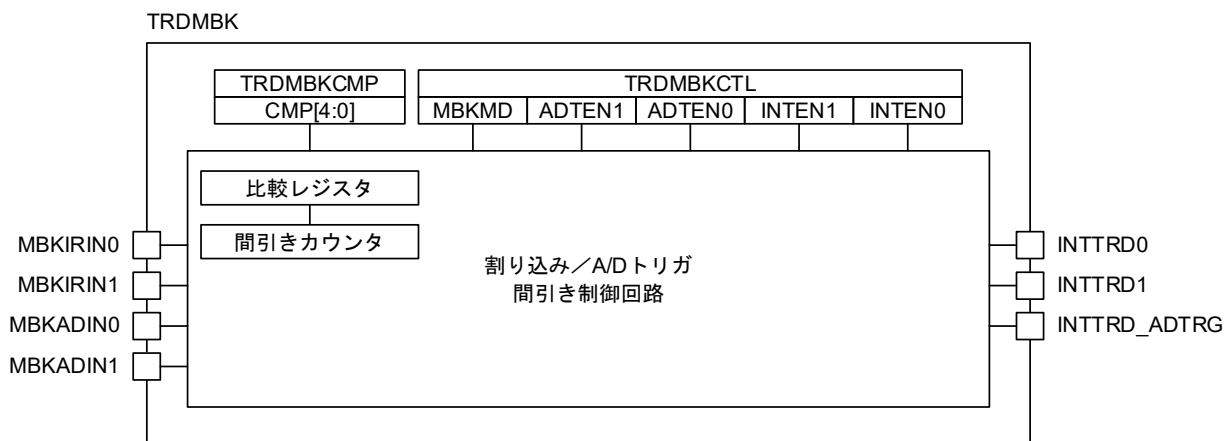 TRDMBK
TRDMBKCMP
TRDMBKCTL
CMP[4:0]
MBKMD
ADTEN1
ADTEN0
INTEN1
INTEN0
比較レジスタ
間引きカウンタ
割り込み／A/Dトリガ
間引き制御回路
MBKIRIN0
MBKIRIN1
MBKADIN0
MBKADIN1
INTTRD0
INTTRD1
INTTRD_ADTRG